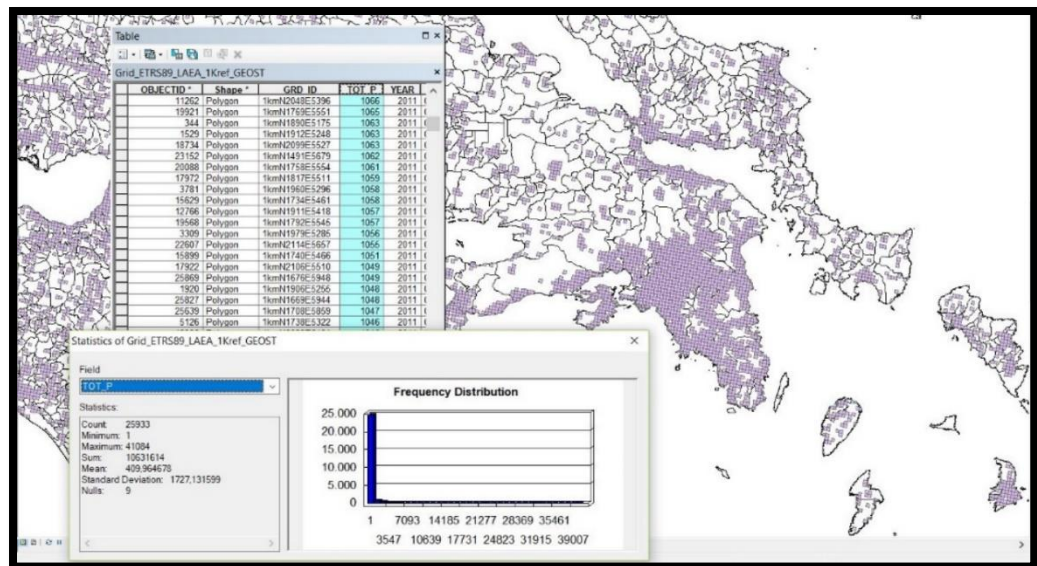 Table
Grid_ETRS89_LAEA_1Kref_GEOST
OBJECTID * Shape * GRD_ID TOT_P YEAR
11262 Polygon 1kmN2048E5396 1066 2011
19921 Polygon 1kmN1769E5551 1065 2011
344 Polygon 1kmN1890E5175 1063 2011
1529 Polygon 1kmN1912E5248 1063 2011
18734 Polygon 1kmN2099E5527 1063 2011
23152 Polygon 1kmN1491E5679 1062 2011
20088 Polygon 1kmN1758E5554 1061 2011
17972 Polygon 1kmN1817E5511 1059 2011
3781 Polygon 1kmN1960E5296 1058 2011
15629 Polygon 1kmN1734E5461 1058 2011
12766 Polygon 1kmN1911E5418 1057 2011
19568 Polygon 1kmN1792E5545 1057 2011
3309 Polygon 1kmN1979E5285 1056 2011
22607 Polygon 1kmN2114E5657 1055 2011
15899 Polygon 1kmN1740E5466 1051 2011
17922 Polygon 1kmN2106E5510 1049 2011
25869 Polygon 1kmN1676E5948 1049 2011
1920 Polygon 1kmN1906E5256 1048 2011
25827 Polygon 1kmN1669E5944 1048 2011
25639 Polygon 1kmN1708E5859 1047 2011
5126 Polygon 1kmN1738E5322 1046 2011
Statistics of Grid_ETRS89_LAEA_1Kref_GEOST
Field
TOT_P
Statistics:
Count: 25933
Minimum: 1
Maximum: 41084
Sum: 10631614
Mean: 409,964678
Standard Deviation: 1727,131599
Nulls: 9
Frequency Distribution
25.000
20.000
15.000
10.000
5.000
0
1 7093 14185 21277 28369 35461
3547 10639 17731 24823 31915 39007